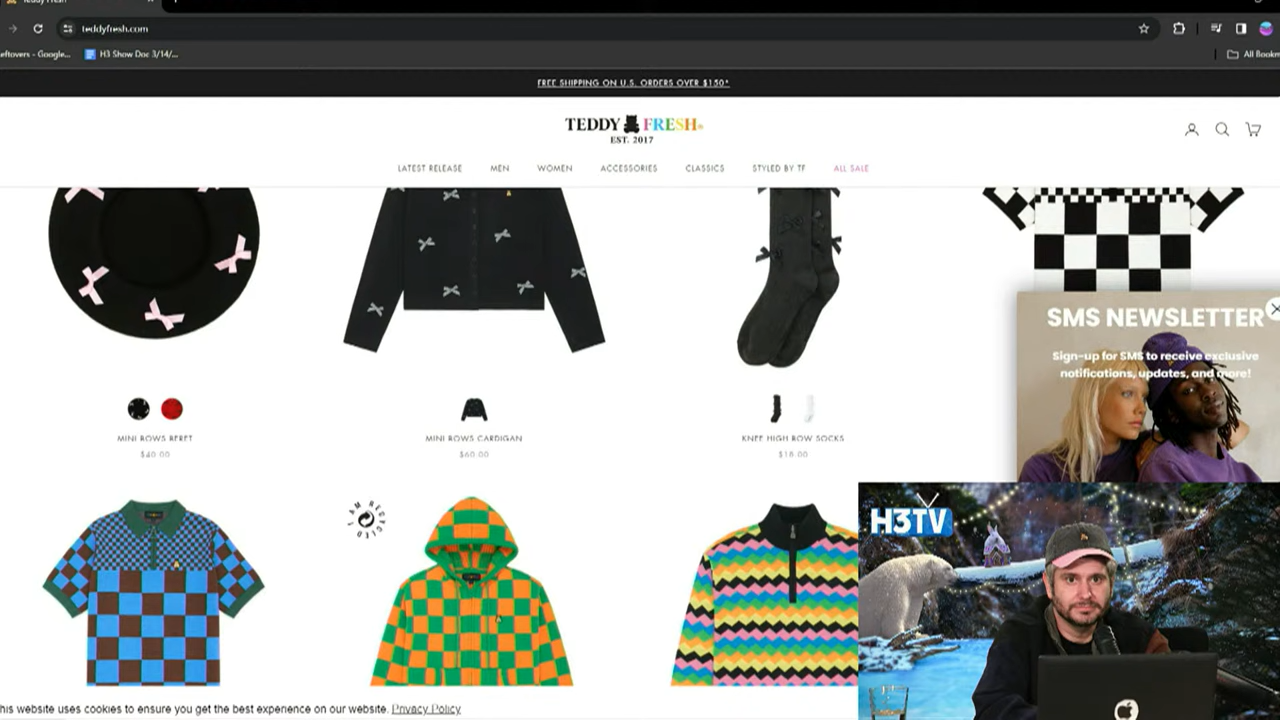 Teddy Fresh
teddyfresh.com
eftovers - Google...
H3 Show Doc 3/14/...
All Bookm
FREE SHIPPING ON U.S. ORDERS OVER $150*
TEDDY FRESH
EST. 2017
LATEST RELEASE MEN WOMEN ACCESSORIES CLASSICS STYLED BY TF ALL SALE
SMS NEWSLETTER
Sign-up for SMS to receive exclusive
notifications, updates, and more!
MINI BOWS BERET
$40.00
MINI BOWS CARDIGAN
$60.00
KNEE HIGH BOW SOCKS
$18.00
I AM RECYCLED
H3TV
his website uses cookies to ensure you get the best experience on our website. Privacy Policy